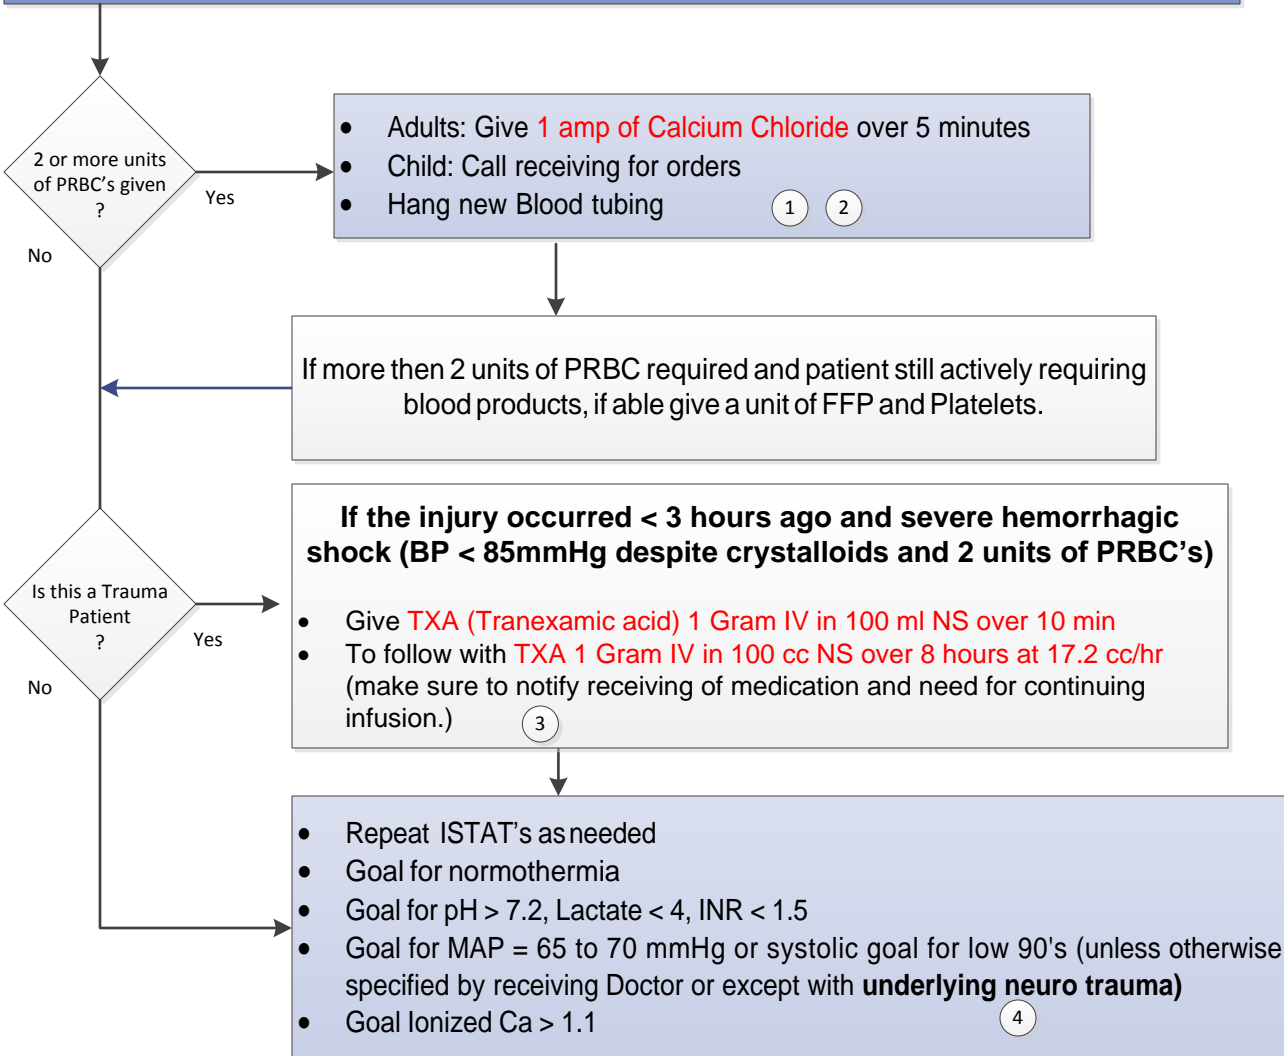 2 or more units
of PRBC's given
?
Yes
No
• Adults: Give 1 amp of Calcium Chloride over 5 minutes
• Child: Call receiving for orders
• Hang new Blood tubing 1 2
If more then 2 units of PRBC required and patient still actively requiring
blood products, if able give a unit of FFP and Platelets.
Is this a Trauma
Patient
?
Yes
No
If the injury occurred < 3 hours ago and severe hemorrhagic
shock (BP < 85mmHg despite crystalloids and 2 units of PRBC's)
• Give TXA (Tranexamic acid) 1 Gram IV in 100 ml NS over 10 min
• To follow with TXA 1 Gram IV in 100 cc NS over 8 hours at 17.2 cc/hr
(make sure to notify receiving of medication and need for continuing
infusion.) 3
• Repeat ISTAT's as needed
• Goal for normothermia
• Goal for pH > 7.2, Lactate < 4, INR < 1.5
• Goal for MAP = 65 to 70 mmHg or systolic goal for low 90's (unless otherwise
specified by receiving Doctor or except with underlying neuro trauma)
• Goal Ionized Ca > 1.1 4